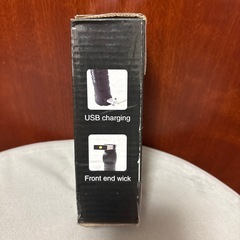 USB charging
Front end wick